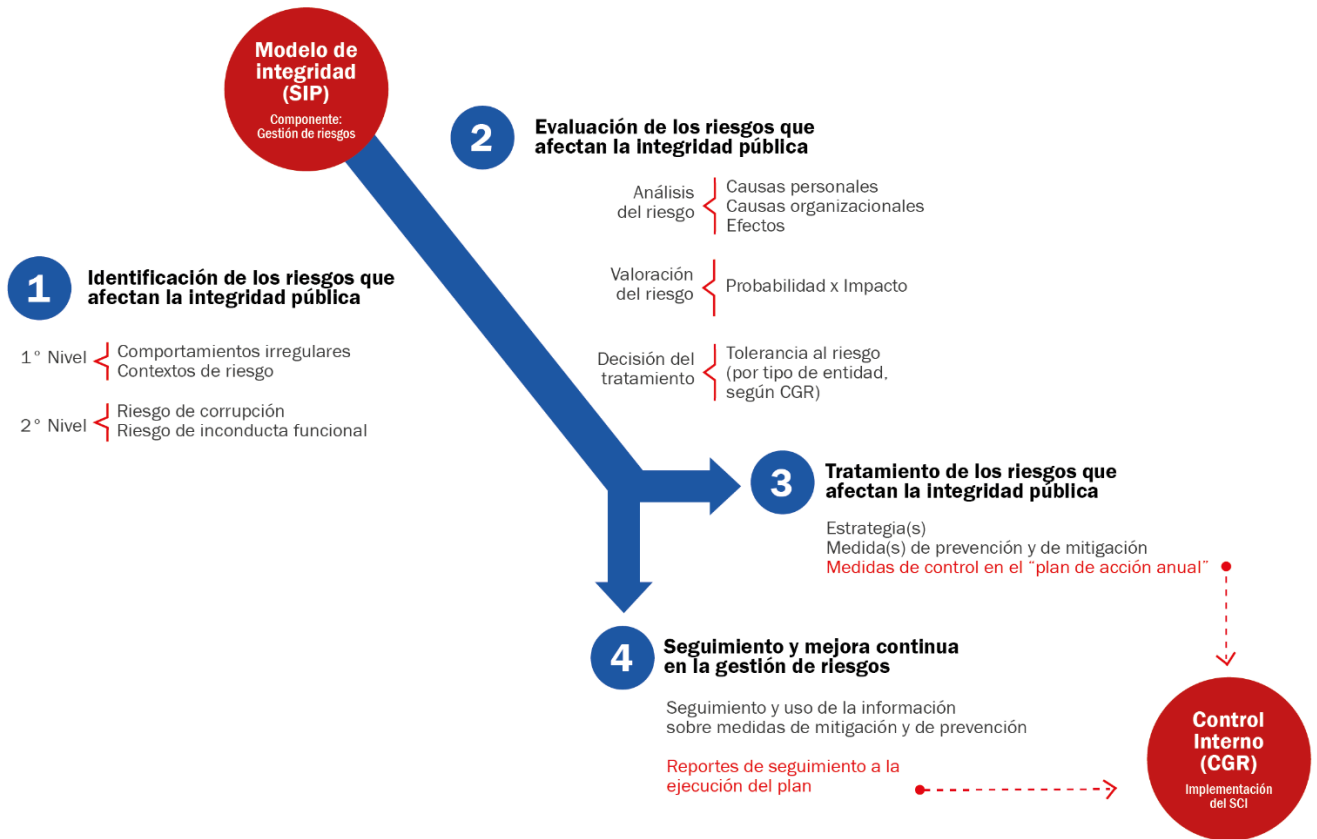 Modelo de
integridad
(SIP)
Componente:
Gestión de riesgos
1
Identificación de los riesgos que
afectan la integridad pública
1° Nivel
Comportamientos irregulares
Contextos de riesgo
2° Nivel
Riesgo de corrupción
Riesgo de inconducta funcional
2
Evaluación de los riesgos que
afectan la integridad pública
Análisis
del riesgo
Causas personales
Causas organizacionales
Efectos
Valoración
del riesgo
Probabilidad x Impacto
Decisión del
tratamiento
Tolerancia al riesgo
(por tipo de entidad,
según CGR)
3
Tratamiento de los riesgos que
afectan la integridad pública
Estrategia(s)
Medida(s) de prevención y de mitigación
Medidas de control en el “plan de acción anual”
4
Seguimiento y mejora continua
en la gestión de riesgos
Seguimiento y uso de la información
sobre medidas de mitigación y de prevención
Reportes de seguimiento a la
ejecución del plan
Control
Interno
(CGR)
Implementación
del SCI